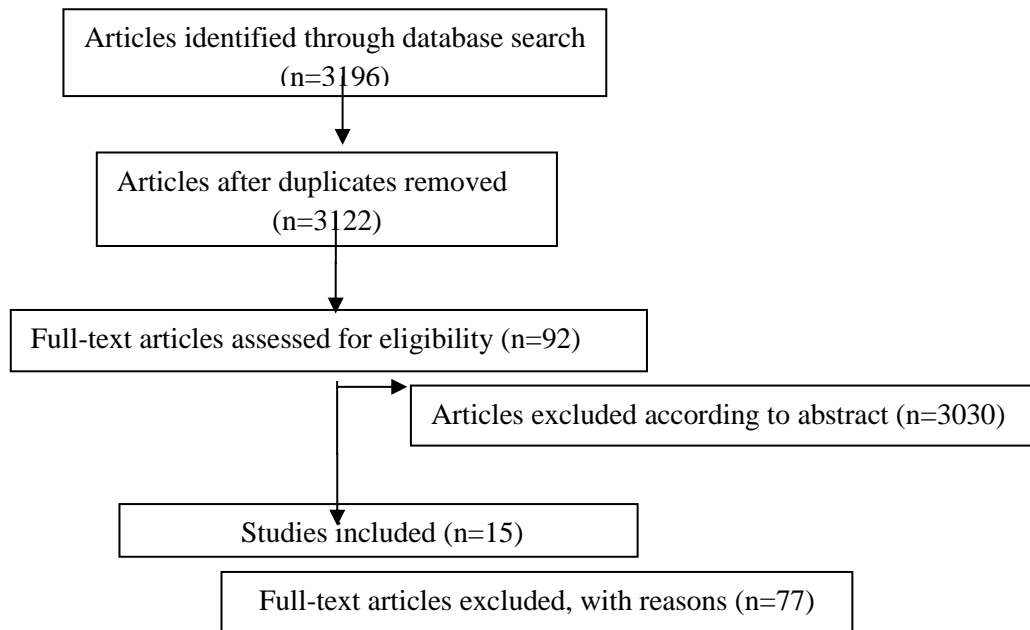 Articles identified through database search
(n=3196)
Articles after duplicates removed
(n=3122)
Full-text articles assessed for eligibility (n=92)
Articles excluded according to abstract (n=3030)
Studies included (n=15)
Full-text articles excluded, with reasons (n=77)